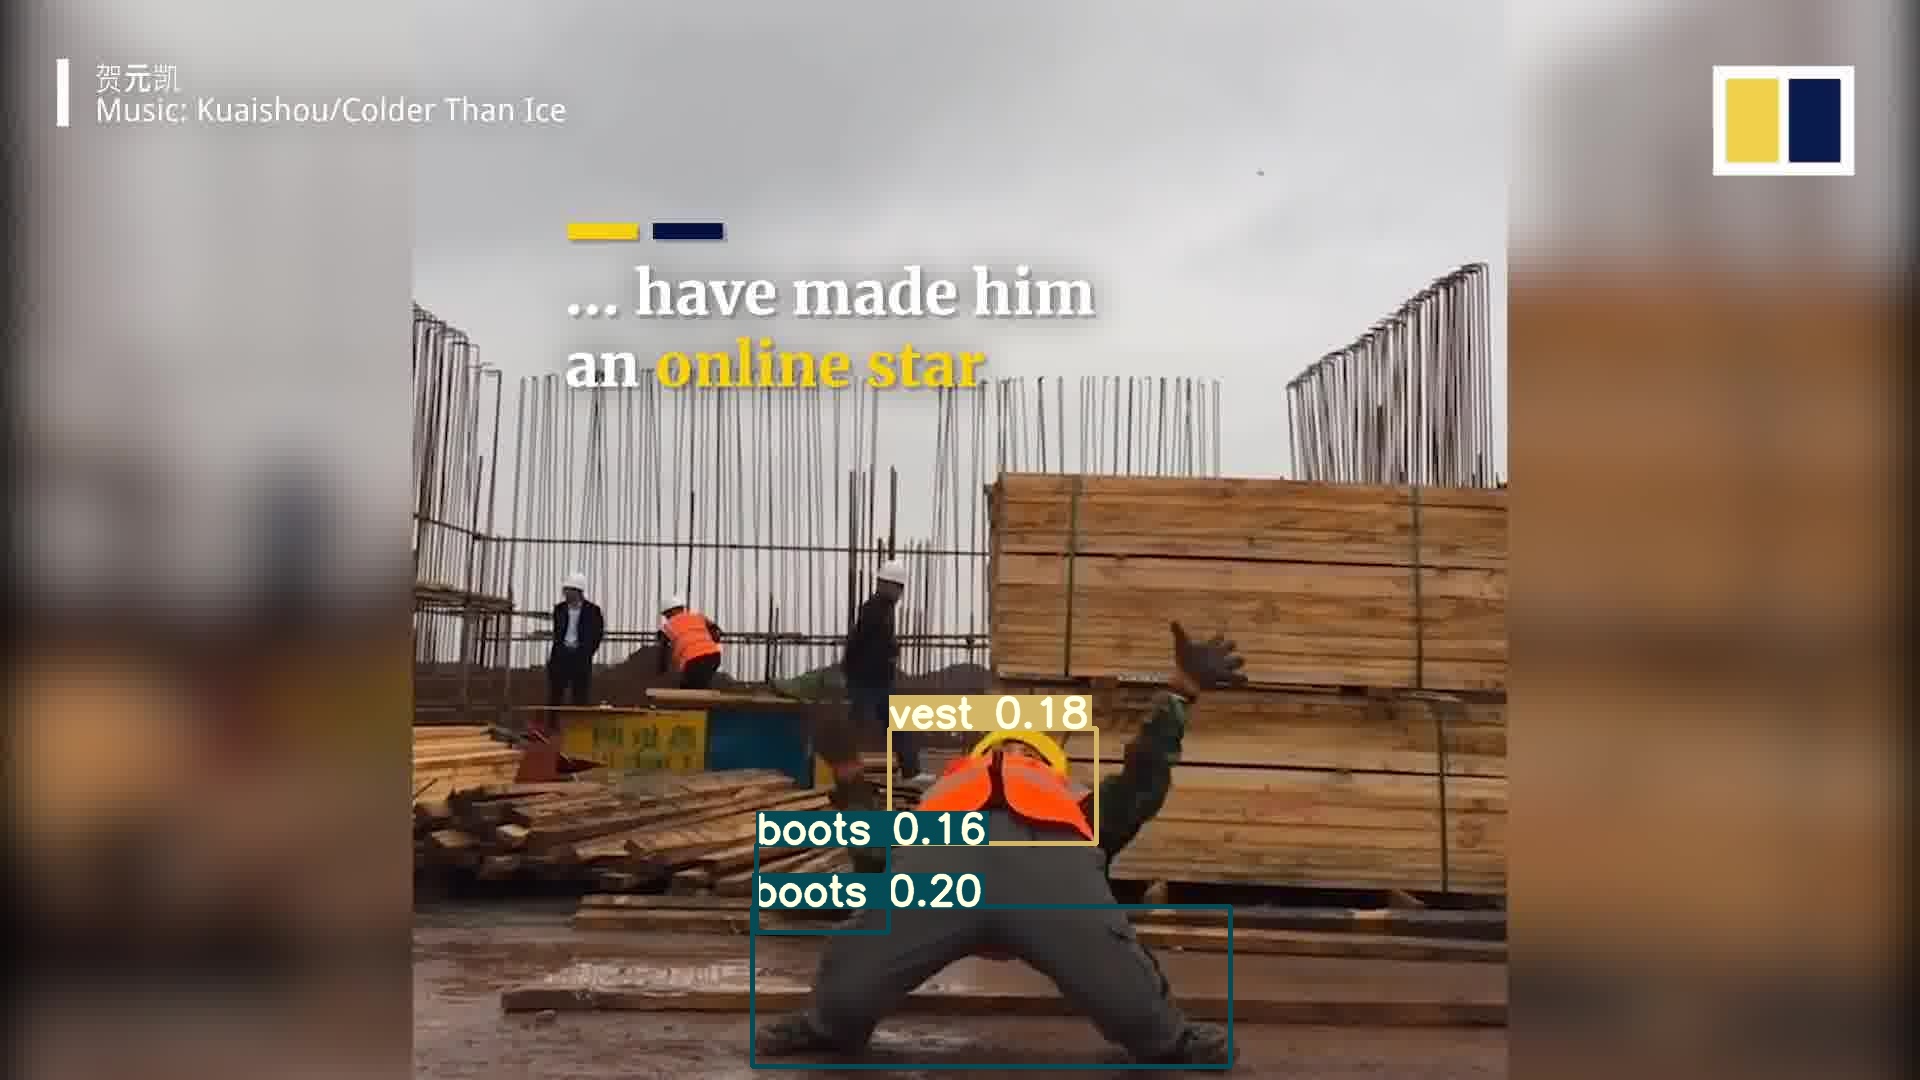 贺元凯
Music: Kuaishou/Colder Than Ice
... have made him
an online star
vest 0.18
boots 0.16
boots 0.20